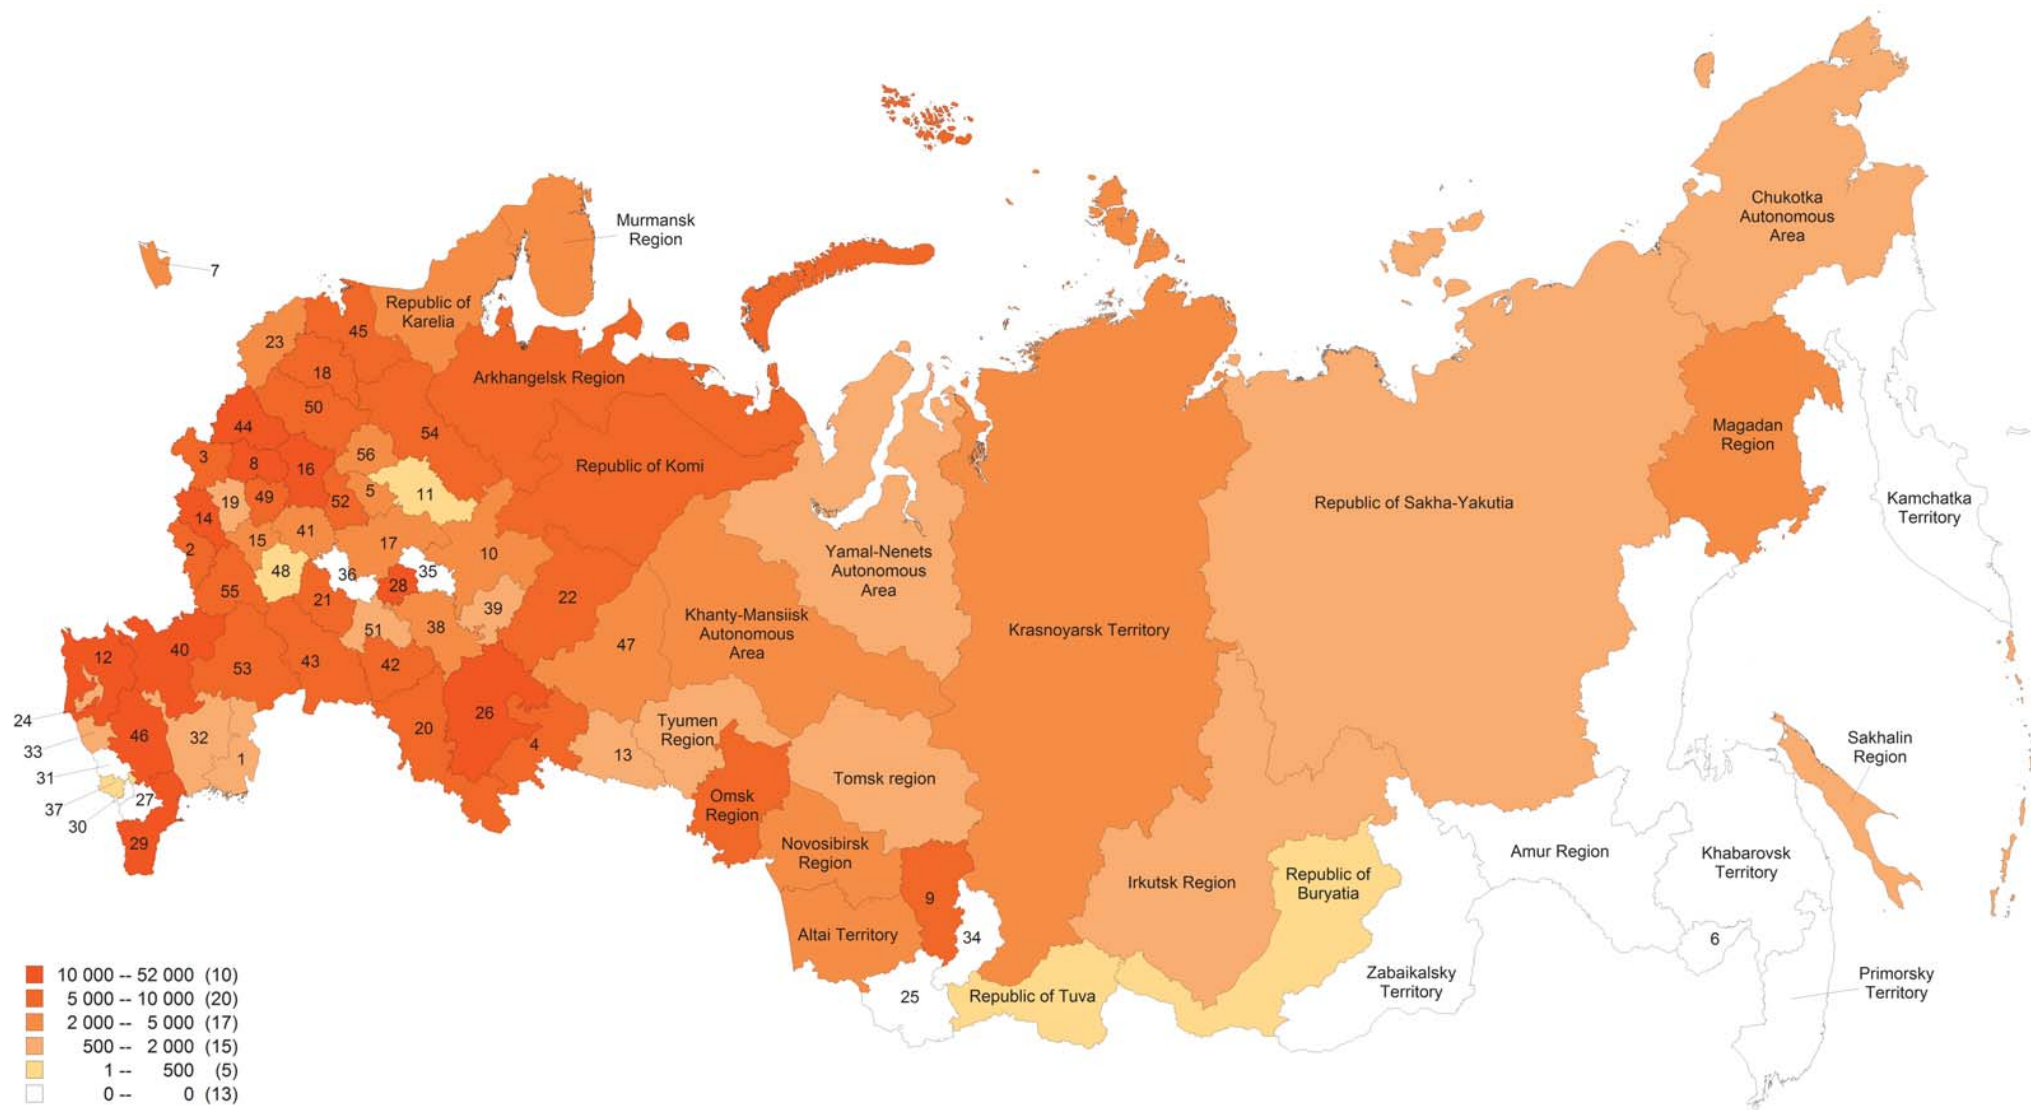 Chukotka
Autonomous
Area
Murmansk
Region
7
Republic of
Karelia
45
23
18
Arkhangelsk Region
50
44
54
Magadan
Region
3
8
16
56
Republic of Komi
19
49
52
5
11
Republic of Sakha-Yakutia
Kamchatka
Territory
14
15
41
2
17
10
Yamal-Nenets
Autonomous
Area
48
36
28
35
55
21
22
39
51
38
Khanty-Mansiisk
Autonomous
Area
Krasnoyarsk Territory
47
12
40
53
43
42
24
33
31
37
30
46
32
1
27
29
20
26
4
13
Tyumen
Region
Tomsk region
Sakhalin
Region
Omsk
Region
Novosibirsk
Region
Amur Region
Khabarovsk
Territory
Irkutsk Region
Republic of
Buryatia
9
Altai Territory
34
6
25
Republic of Tuva
Zabaikalsky
Territory
Primorsky
Territory
10 000 -- 52 000 (10)
5 000 -- 10 000 (20)
2 000 -- 5 000 (17)
500 -- 2 000 (15)
1 -- 500 (5)
0 -- 0 (13)